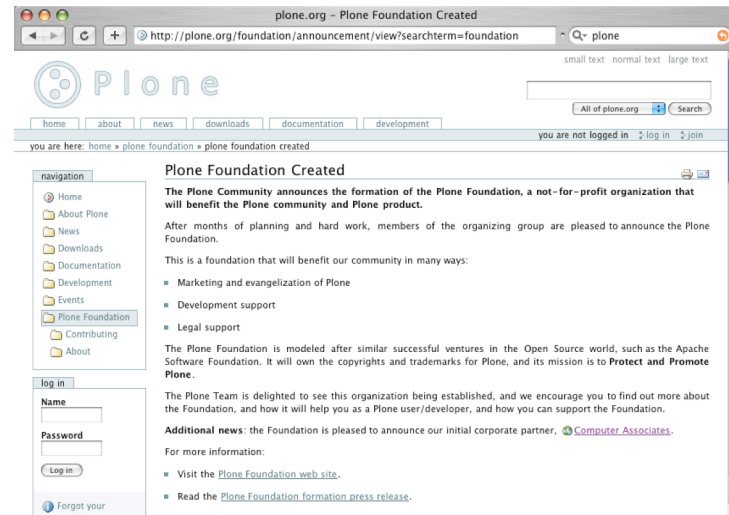 plone.org – Plone Foundation Created
http://plone.org/foundation/announcement/view?searchterm=foundation
plone
small text normal text large text
Plone
All of plone.org Search
home about news downloads documentation development
you are not logged in log in join
you are here: home » plone foundation » plone foundation created
navigation
Home
About Plone
News
Downloads
Documentation
Development
Events
Plone Foundation
Contributing
About
log in
Name
Password
Log in
Forgot your
Plone Foundation Created
The Plone Community announces the formation of the Plone Foundation, a not-for-profit organization that
will benefit the Plone community and Plone product.
After months of planning and hard work, members of the organizing group are pleased to announce the Plone
Foundation.
This is a foundation that will benefit our community in many ways:
Marketing and evangelization of Plone
Development support
Legal support
The Plone Foundation is modeled after similar successful ventures in the Open Source world, such as the Apache
Software Foundation. It will own the copyrights and trademarks for Plone, and its mission is to Protect and Promote
Plone.
The Plone Team is delighted to see this organization being established, and we encourage you to find out more about
the Foundation, and how it will help you as a Plone user/developer, and how you can support the Foundation.
Additional news: the Foundation is pleased to announce our initial corporate partner, Computer Associates.
For more information:
Visit the Plone Foundation web site.
Read the Plone Foundation formation press release.